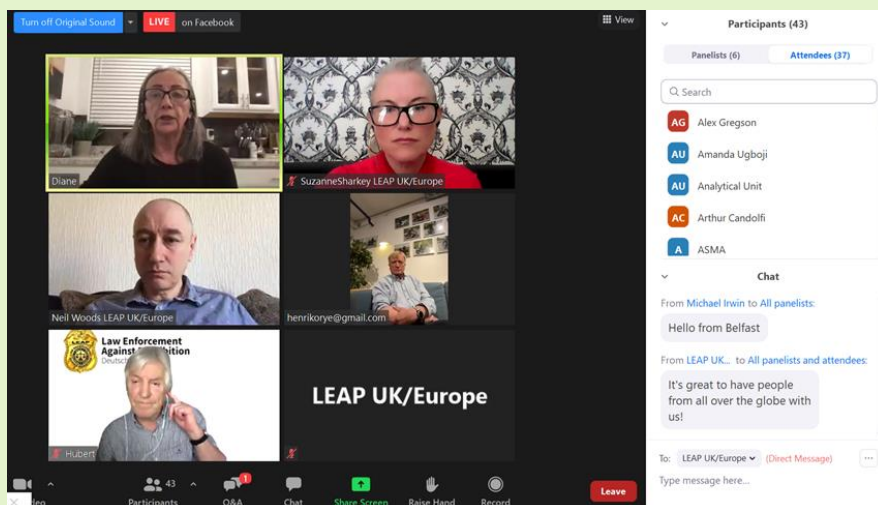 Turn off Original Sound
LIVE on Facebook
View
Diane
SuzanneSharkey LEAP UK/Europe
Neil Woods LEAP UK/Europe
henrikorye@gmail.com
Law Enforcement
Against
Deutschl
Hubert
LEAP UK/Europe
43
1
Participants
Q&A
Chat
Share Screen
Raise Hand
Record
Leave
Participants (43)
Panelists (6)
Attendees (37)
Search
AG Alex Gregson
AU Amanda Ugboji
AU Analytical Unit
AC Arthur Candolfi
A ASMA
Chat
From Michael Irwin to All panelists:
Hello from Belfast
From LEAP UK... to All panelists and attendees:
It's great to have people
from all over the globe with
us!
To: LEAP UK/Europe (Direct Message)
Type message here...